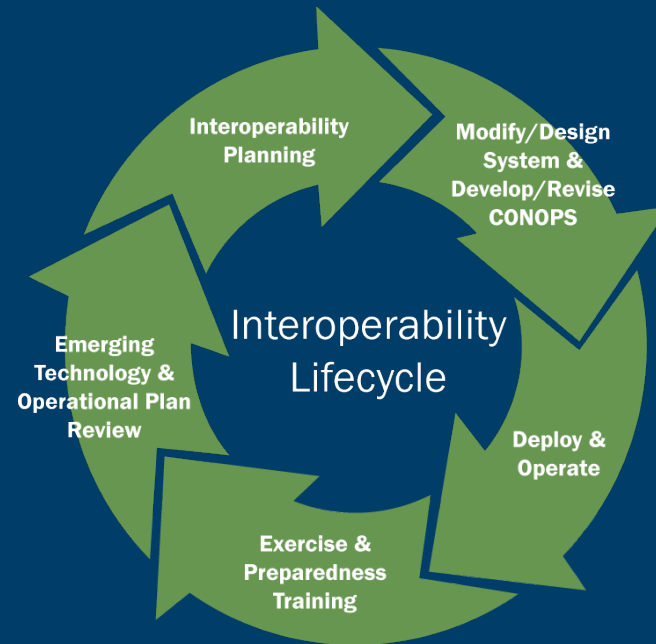 Interoperability
Planning
Modify/Design
System &
Develop/Revise
CONOPS
Deploy &
Operate
Exercise &
Preparedness
Training
Emerging
Technology &
Operational Plan
Review
Interoperability
Lifecycle